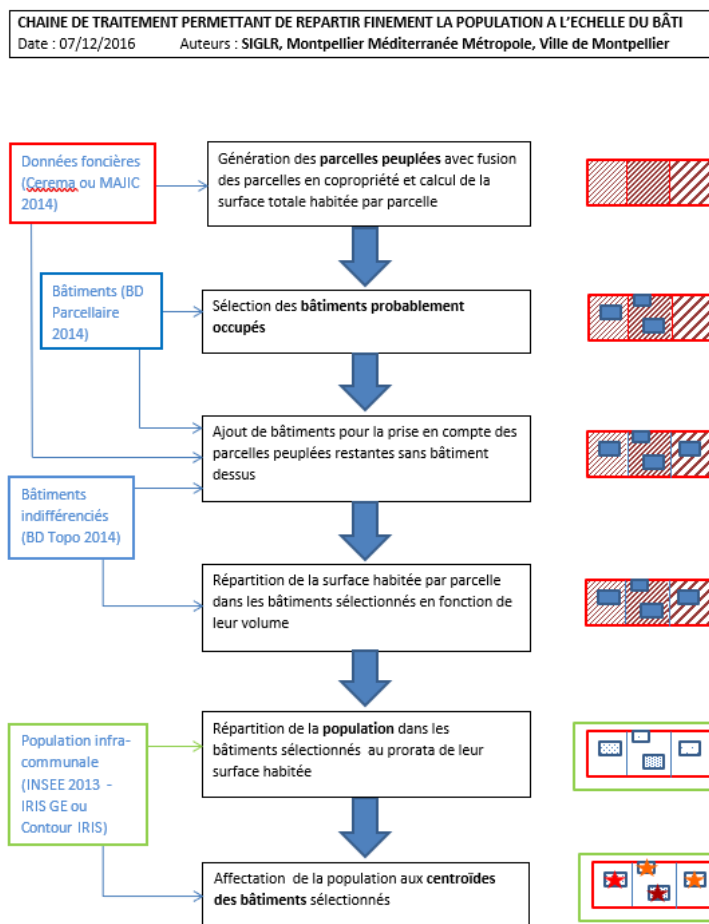 CHAINE DE TRAITEMENT PERMETTANT DE REPARTIR FINEMENT LA POPULATION A L'ECHELLE DU BÂTI
Date : 07/12/2016 Auteurs : SIGLR, Montpellier Méditerranée Métropole, Ville de Montpellier
Données foncières
(Cerema ou MAJIC
2014)
Génération des parcelles peuplées avec fusion
des parcelles en copropriété et calcul de la
surface totale habitée par parcelle
Bâtiments (BD
Parcellaire
2014)
Sélection des bâtiments probablement
occupés
Ajout de bâtiments pour la prise en compte des
parcelles peuplées restantes sans bâtiment
dessus
Bâtiments
indifférenciés
(BD Topo 2014)
Répartition de la surface habitée par parcelle
dans les bâtiments sélectionnés en fonction de
leur volume
Population infra-
communale
(INSEE 2013 -
IRIS GE ou
Contour IRIS)
Répartition de la population dans les
bâtiments sélectionnés au prorata de leur
surface habitée
Affectation de la population aux centroïdes
des bâtiments sélectionnés